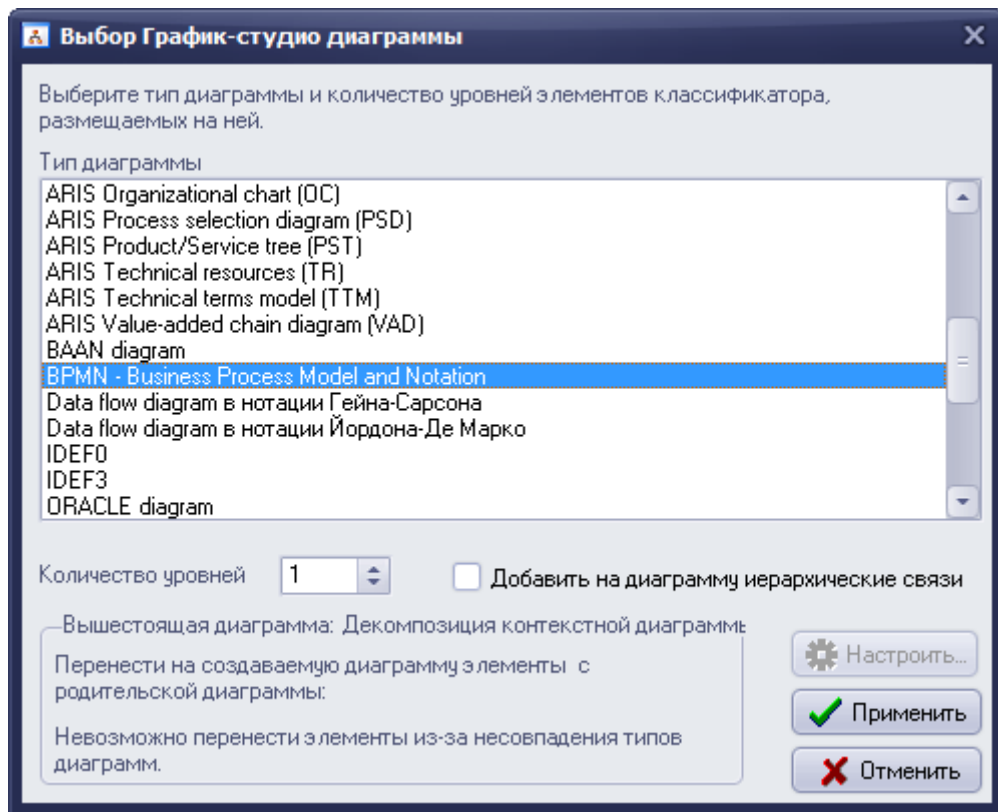 Выбор График-студио диаграммы
Выберите тип диаграммы и количество уровней элементов классификатора,
размещаемых на ней.
Тип диаграммы
ARIS Organizational chart (OC)
ARIS Process selection diagram (PSD)
ARIS Product/Service tree (PST)
ARIS Technical resources (TR)
ARIS Technical terms model (TTM)
ARIS Value-added chain diagram (VAD)
BAAN diagram
BPMN - Business Process Model and Notation
Data flow diagram в нотации Гейна-Сарсона
Data flow diagram в нотации Йордона-Де Марко
IDEF0
IDEF3
ORACLE diagram
Количество уровней 1 Добавить на диаграмму иерархические связи
Вышестоящая диаграмма: Декомпозиция контекстной диаграммы
Перенести на создаваемую диаграмму элементы с
родительской диаграммы:
Невозможно перенести элементы из-за несовпадения типов
диаграмм.
Настроить...
Применить
Отменить